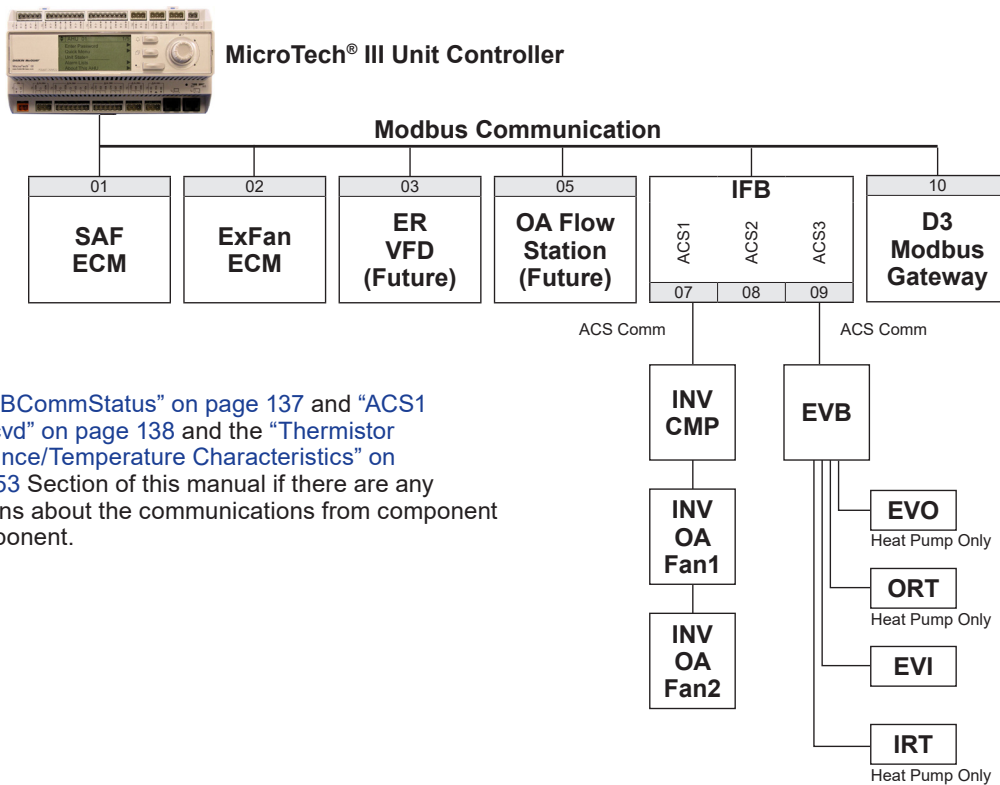 MicroTech® III Unit Controller
Modbus Communication
01
SAF
ECM
02
ExFan
ECM
03
ER
VFD
(Future)
05
OA Flow
Station
(Future)
IFB
ACS1
ACS2
ACS3
07
08
09
10
D3
Modbus
Gateway
ACS Comm
ACS Comm
BCommStatus” on page 137 and “ACS1
vd” on page 138 and the “Thermistor
nce/Temperature Characteristics” on
53 Section of this manual if there are any
ns about the communications from component
ponent.
INV
CMP
INV
OA
Fan1
INV
OA
Fan2
EVB
EVO
Heat Pump Only
ORT
Heat Pump Only
EVI
IRT
Heat Pump Only